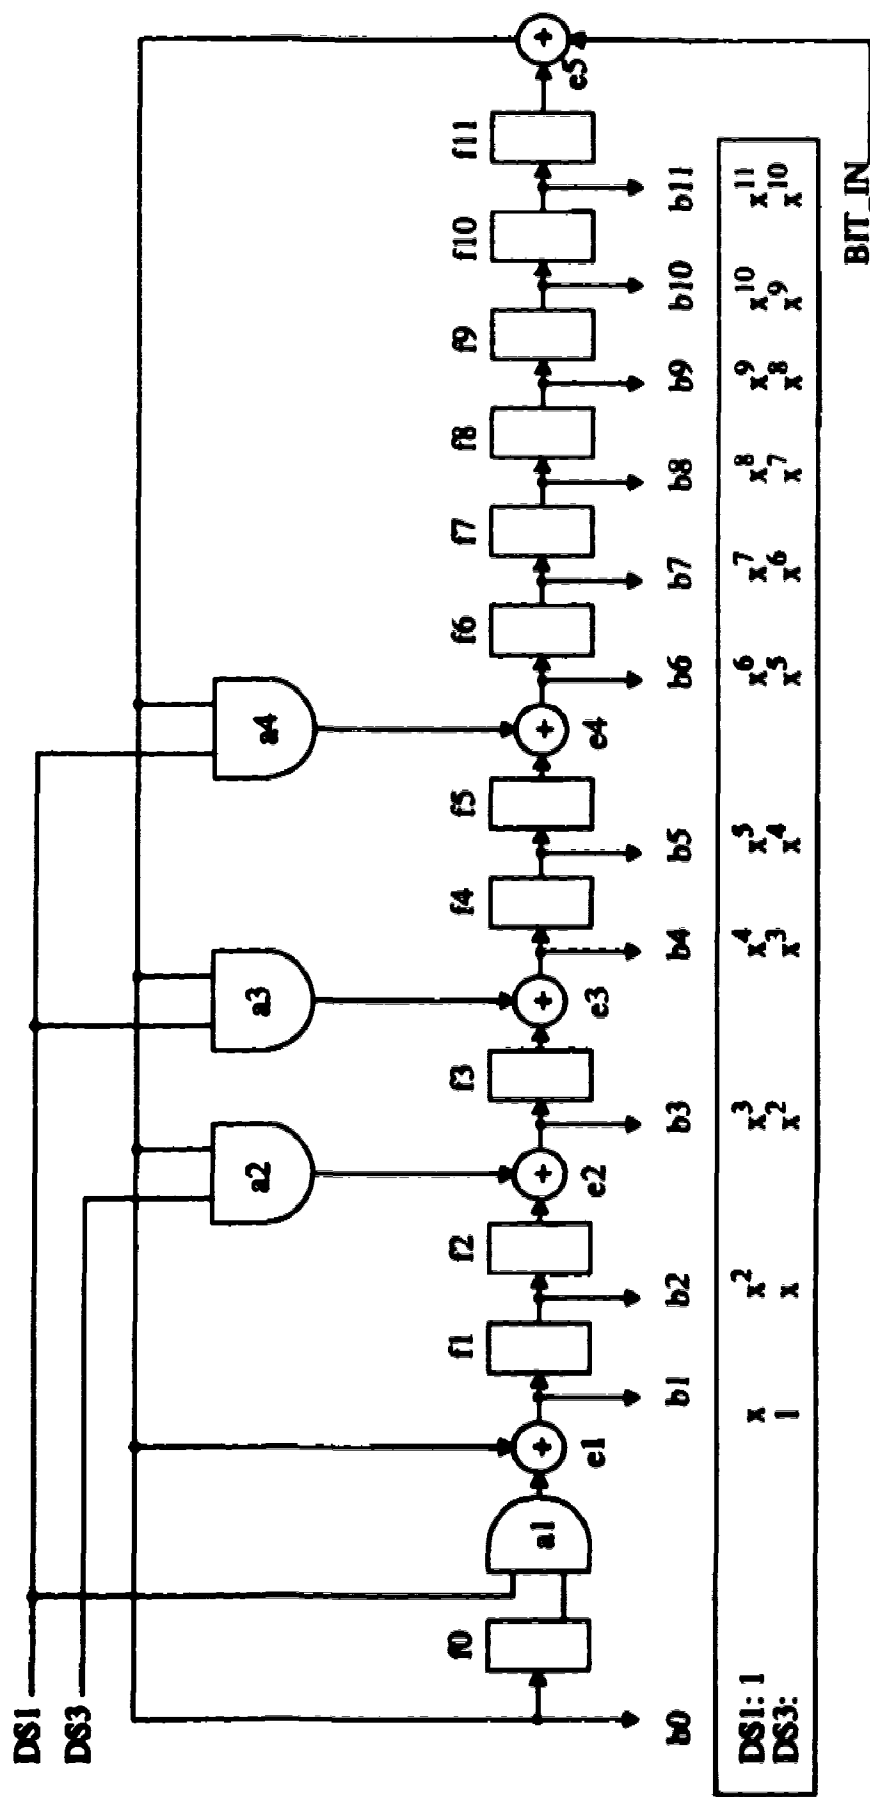 DS1
DS3
a2
a3
a4
f0
a1
f1
f2
f3
f4
f5
f6
f7
f8
f9
f10
f11
+ + + + +
e1
e2
e3
e4
e5
b0 b1 b2 b3 b4 b5 b6 b7 b8 b9 b10 b11
DS1: 1 x x² x³ x⁴ x⁵ x⁶ x⁷ x⁸ x⁹ x¹⁰ x¹¹
DS3: 1 x x² x³ x⁴ x⁵ x⁶ x⁷ x⁸ x⁹ x¹⁰
BIT_IN